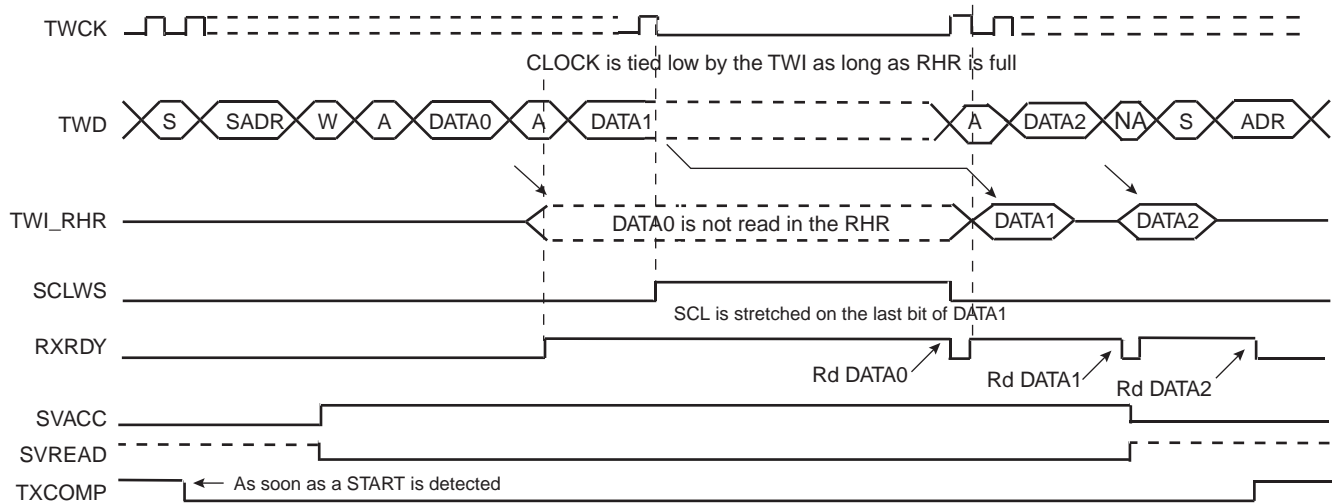 TWCK
CLOCK is tied low by the TWI as long as RHR is full
TWD S SADR W A DATA0 A DATA1 A DATA2 NA S ADR
TWI_RHR DATA0 is not read in the RHR DATA1 DATA2
SCLWS
SCL is stretched on the last bit of DATA1
RXRDY
Rd DATA0 Rd DATA1 Rd DATA2
SVACC
SVREAD
TXCOMP As soon as a START is detected